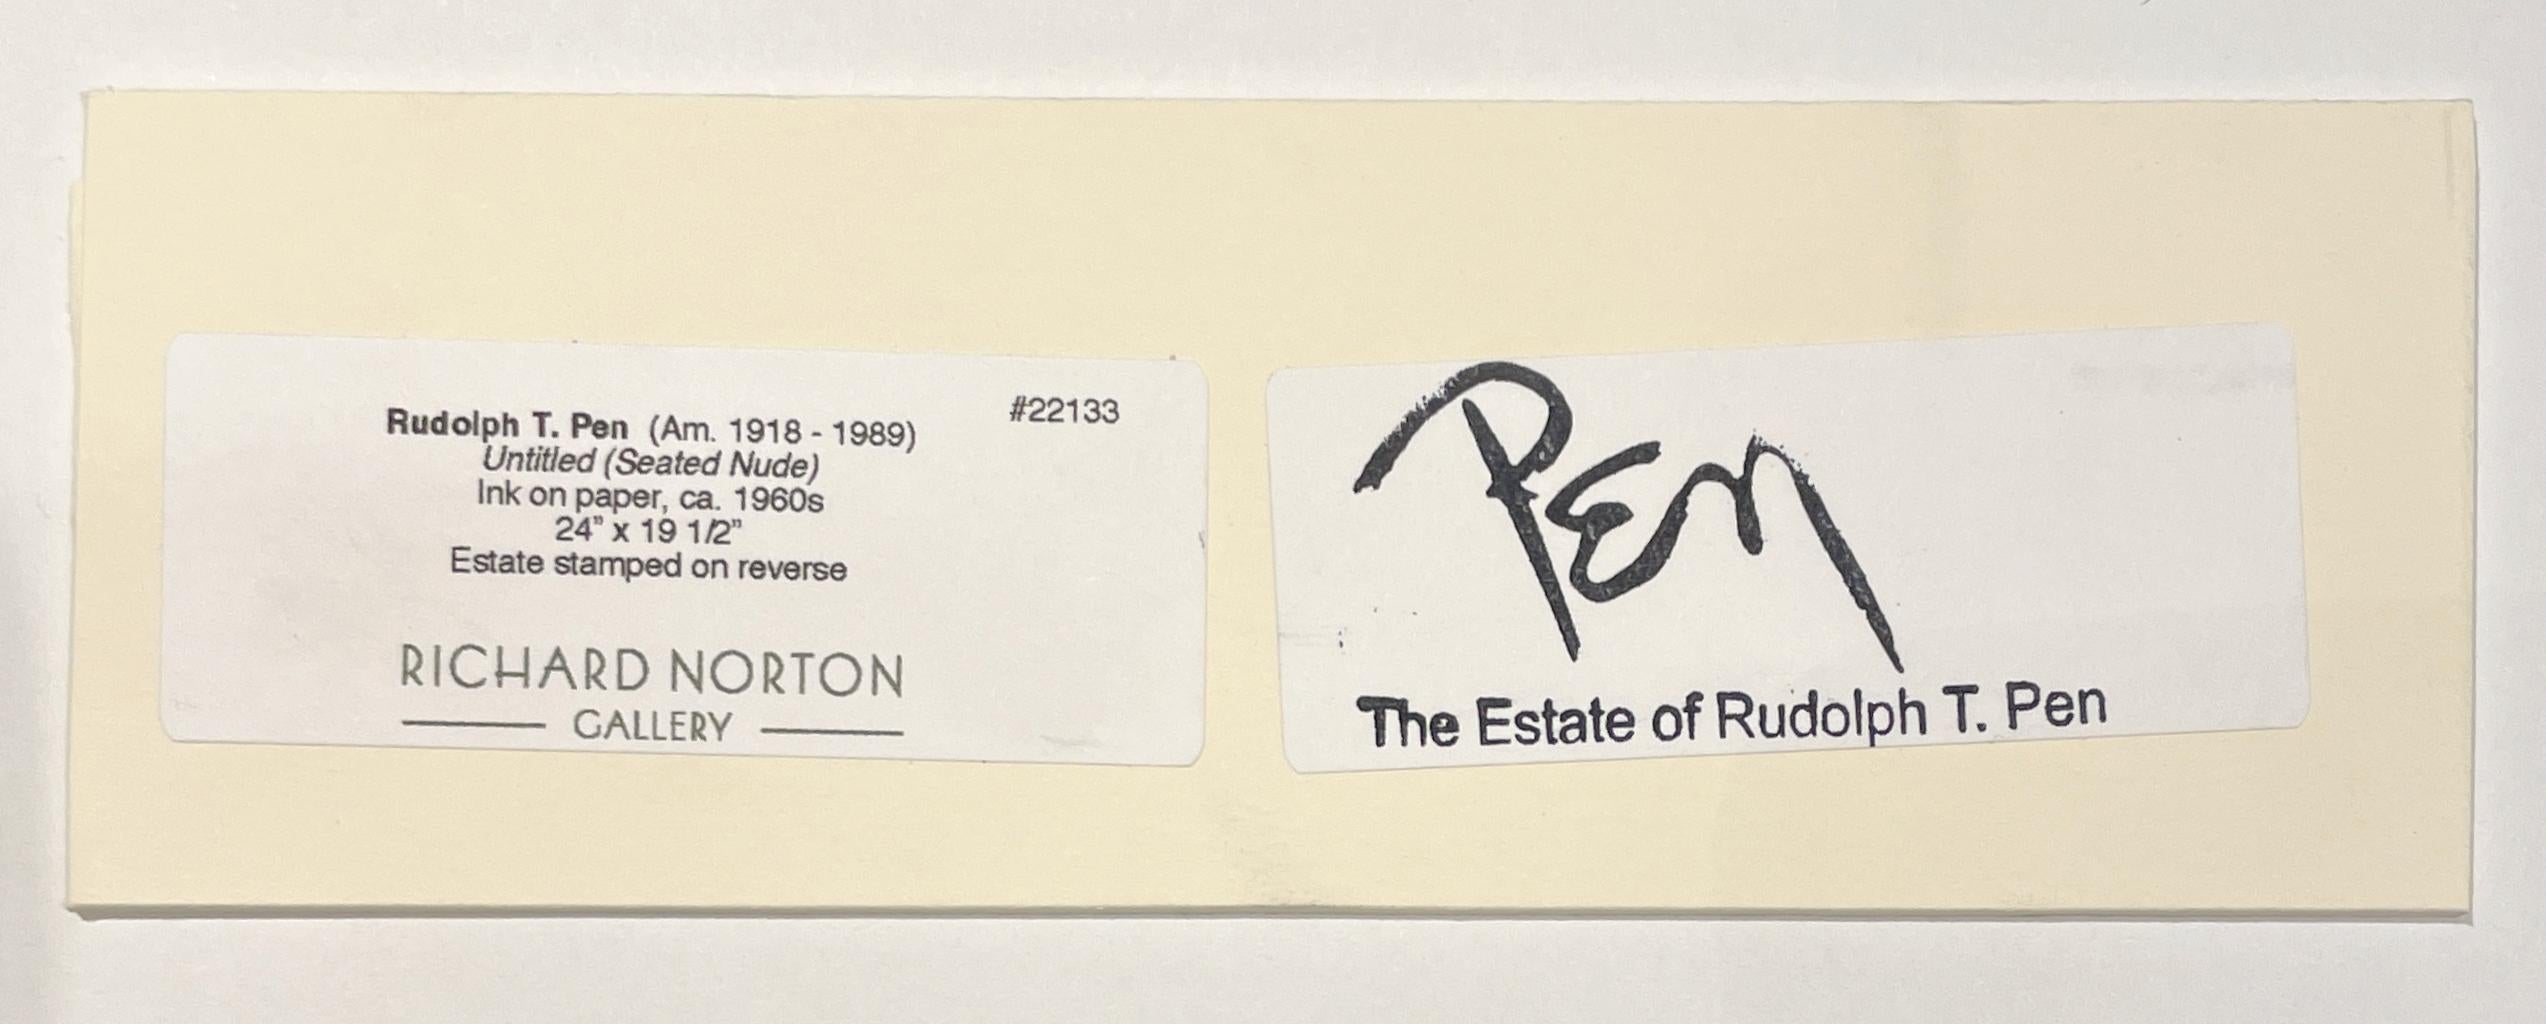 #22133
Rudolph T. Pen (Am. 1918 - 1989)
Untitled (Seated Nude)
Ink on paper, ca. 1960s
24" x 19 1/2"
Estate stamped on reverse
RICHARD NORTON
GALLERY
Pen
The Estate of Rudolph T. Pen